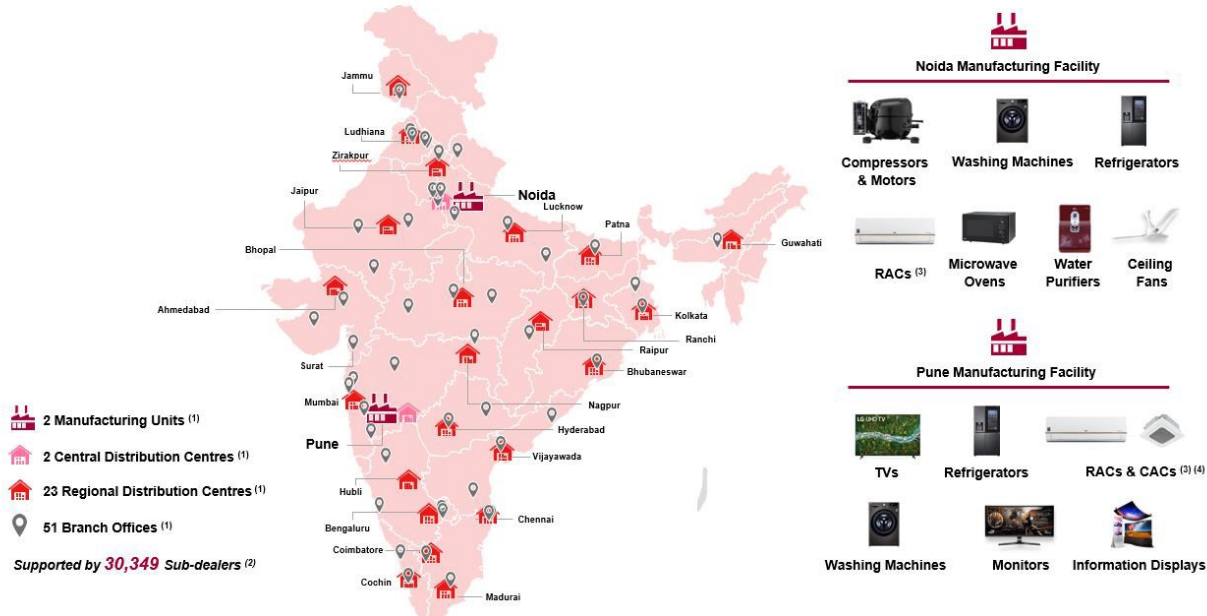 Jammu
Ludhiana
Zirakpur
Jaipur
Noida
Lucknow
Patna
Bhopal
Guwahati
Ahmedabad
Kolkata
Ranchi
Raipur
Surat
Bhubaneswar
Mumbai
Nagpur
Hyderabad
Pune
Vijayawada
Hubli
Bengaluru
Chennai
Coimbatore
Cochin
Madurai
2 Manufacturing Units (1)
2 Central Distribution Centres (1)
23 Regional Distribution Centres (1)
51 Branch Offices (1)
Supported by 30,349 Sub-dealers (2)
Noida Manufacturing Facility
Compressors
& Motors
Washing Machines
Refrigerators
RACs (3)
Microwave
Ovens
Water
Purifiers
Ceiling
Fans
Pune Manufacturing Facility
LG UHD TV
TVs
Refrigerators
RACs & CACs (3) (4)
Washing Machines
Monitors
Information Displays